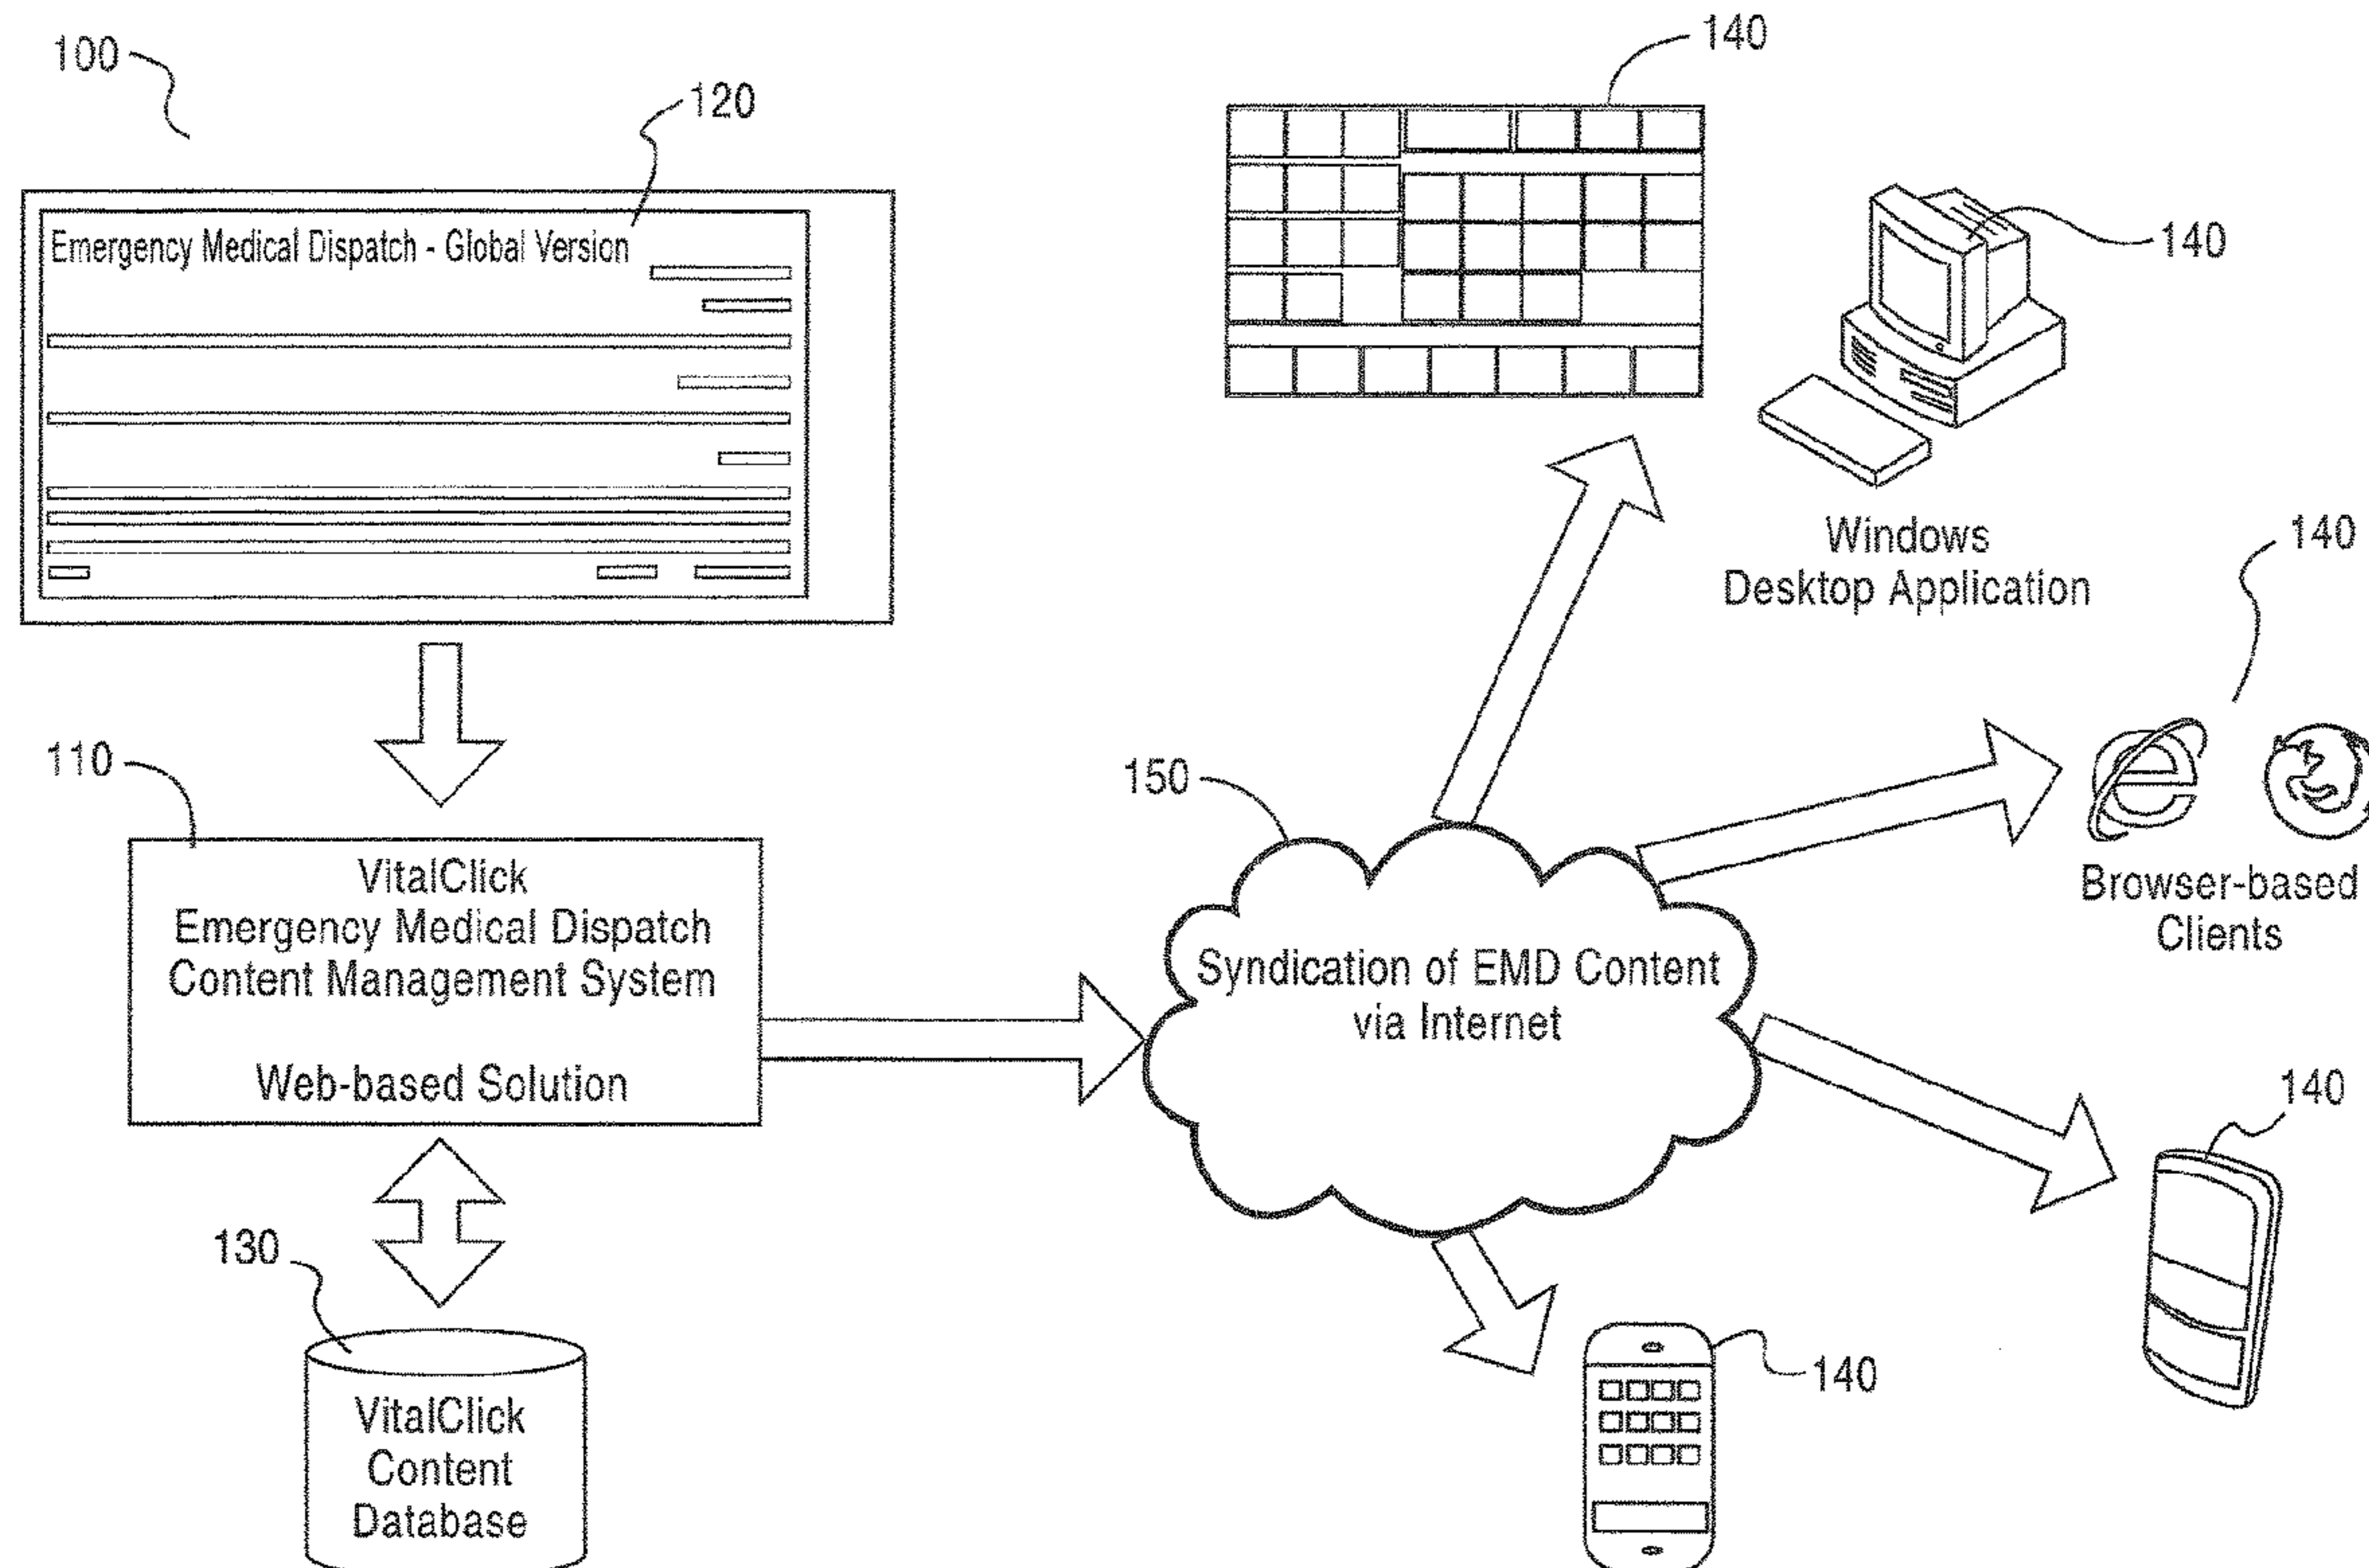 100
120
Emergency Medical Dispatch - Global Version
110
VitalClick
Emergency Medical Dispatch
Content Management System
Web-based Solution
130
VitalClick
Content
Database
150
Syndication of EMD Content
via Internet
140
140
Windows
Desktop Application
140
Browser-based
Clients
140
140